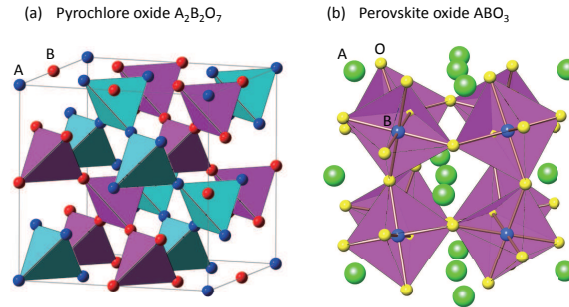 (a) Pyrochlore oxide A₂B₂O₇
(b) Perovskite oxide ABO₃
A
B
A
O
B